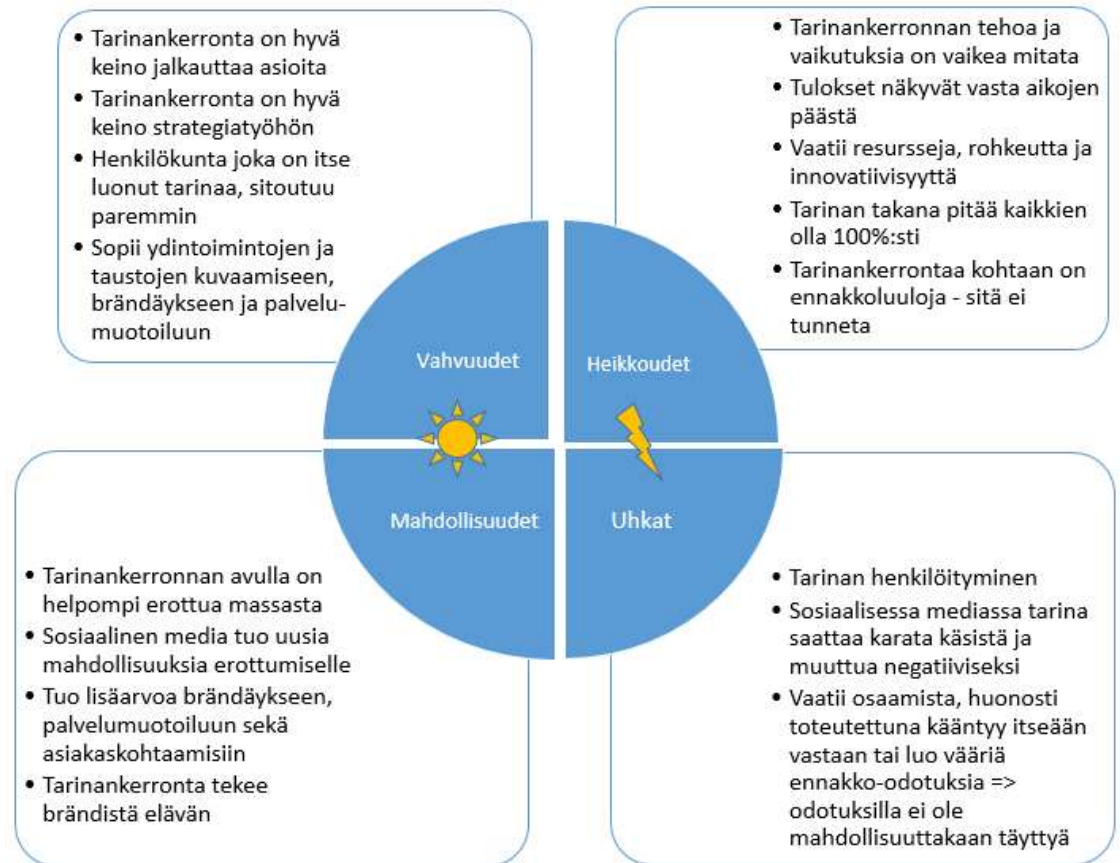 • Tarinankerronta on hyvä
keino jalkauttaa asioita
• Tarinankerronta on hyvä
keino strategiatyöhön
• Henkilökunta joka on itse
luonut tarinaa, sitoutuu
paremmin
• Sopii ydintoimintojen ja
taustojen kuvaamiseen,
brändäykseen ja palvelu-
muotoiluun
• Tarinankerronnan tehoa ja
vaikutuksia on vaikea mitata
• Tulokset näkyvät vasta aikojen
päästä
• Vaatii resursseja, rohkeutta ja
innovatiivisyyttä
• Tarinan takana pitää kaikkien
olla 100%:sti
• Tarinankerrontaa kohtaan on
ennakkoluuloja - sitä ei
tunneta
Vahvuudet
Heikkoudet
Mahdollisuudet
Uhkat
• Tarinankerronnan avulla on
helpompi erottua massasta
• Sosiaalinen media tuo uusia
mahdollisuuksia erottumiselle
• Tuo lisäarvoa brändäykseen,
palvelumuotoiluun sekä
asiakaskohtaamisiin
• Tarinankerronta tekee
brändistä elävän
• Tarinan henkilöityminen
• Sosiaalisessa mediassa tarina
saattaa karata käsistä ja
muuttua negatiiviseksi
• Vaatii osaamista, huonosti
toteutettuna kääntyy itseään
vastaan tai luo vääriä
ennakko-odotuksia =>
odotuksilla ei ole
mahdollisuuttakaan täyttyä